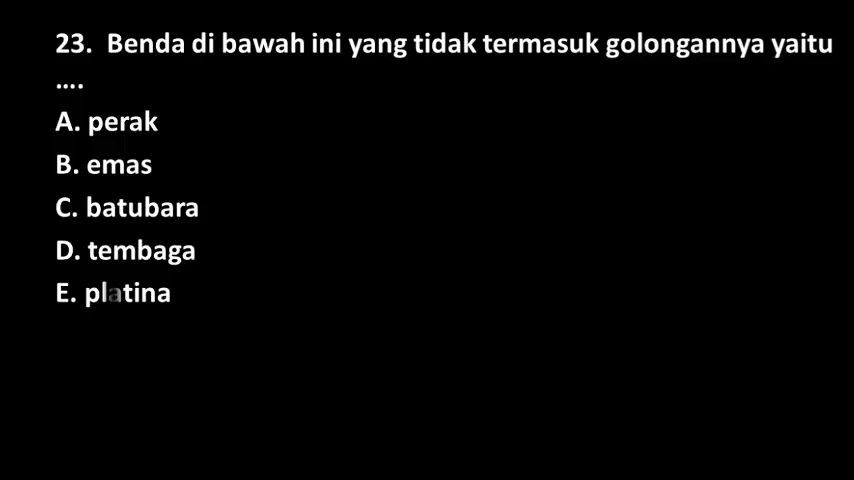 23. Benda di bawah ini yang tidak termasuk golongannya yaitu
....
A. perak
B. emas
C. batubara
D. tembaga
E. platina